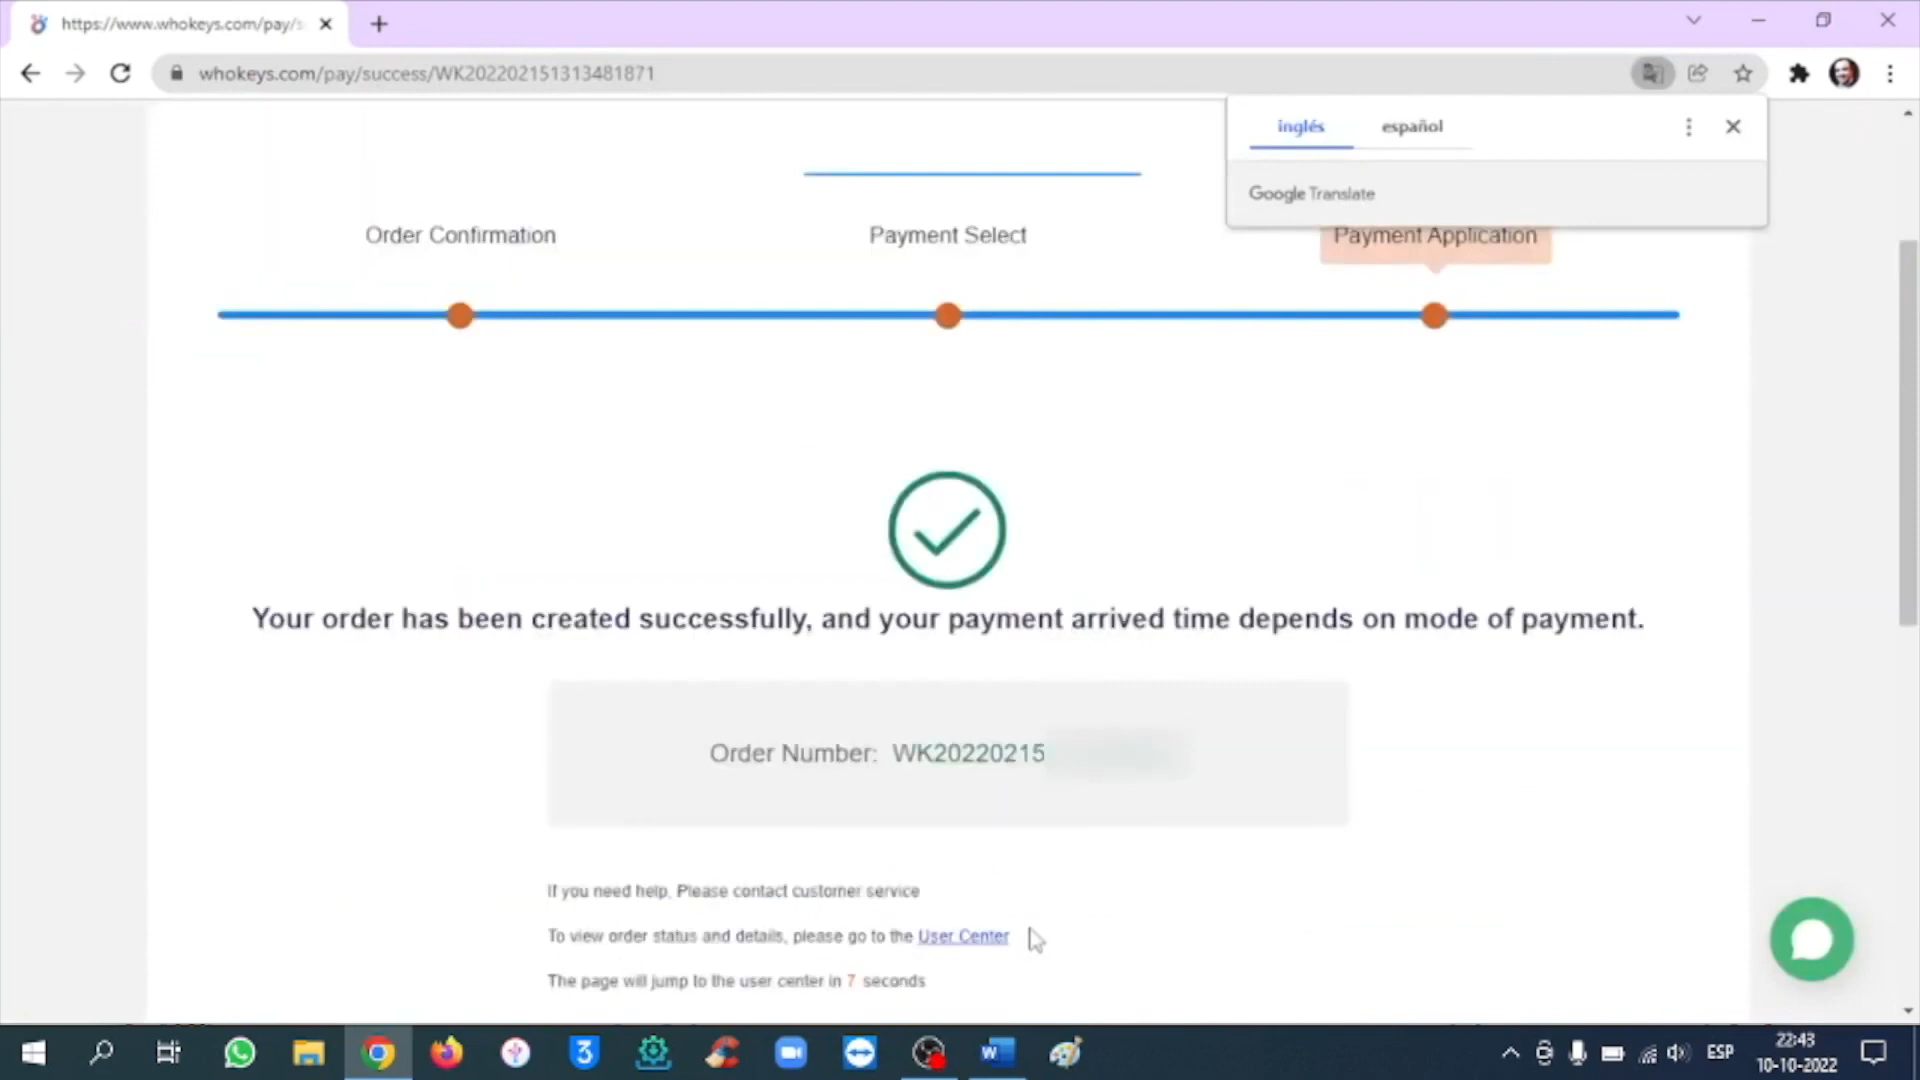 https://www.whokeys.com/pay/s
whokeys.com/pay/success/WK202202151313481871
inglés español
Google Translate
Order Confirmation
Payment Select
Payment Application
Your order has been created successfully, and your payment arrived time depends on mode of payment.
Order Number: WK20220215
If you need help, Please contact customer service
To view order status and details, please go to the User Center
The page will jump to the user center in 7 seconds
3
W
ESP
22:43
10-10-2022